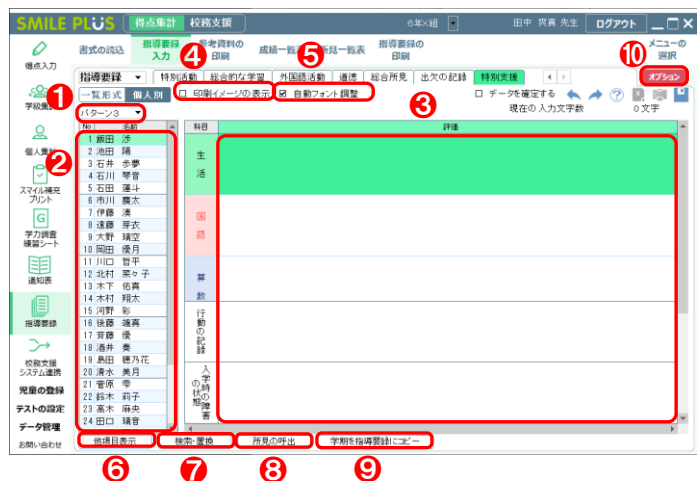 SMILE PLUS 得点集計 校務支援 6年×組 田中 爽真 先生 ログアウト
得点入力 書式の読込 指導要録入力 参考資料の印刷 成績一覧表 所見一覧表 指導要録の印刷 メニューの選択
④ ⑤ ⑩
指導要録 特別活動 総合的な学習 外国語活動 道徳 総合所見 出欠の記録 特別支援 オプション
① 一覧形式 個人別 印刷イメージの表示 自動フォント調整 ③ データを確定する
パターン3 現在の入力文字数 0文字
No 名前 科目 評価
②
1 飯田 渉
2 池田 陽
3 石井 歩夢
4 石川 琴音
5 石田 蓮斗
6 市川 慶太
7 伊藤 湊
8 遠藤 芽衣
9 大野 晴空
10 岡田 優月
11 川口 哲平
12 北村 菜々子
13 木下 佑真
14 木村 翔太
15 河野 彩
16 後藤 颯真
17 斉藤 優
18 酒井 奏
19 島田 穂乃花
20 清水 美月
21 菅原 雫
22 鈴木 莉子
23 高木 麻央
24 田口 晴音
生活
国語
算数
行動の記録
入学時の障害の状態
学級集計
個人集計
スマイル補充プリント
学力調査練習シート
通知表
指導要録
校務支援システム連携
児童の登録
テストの設定
データ管理
お問い合わせ
他項目表示 検索・置換 所見の呼出 学期を指導要録にコピー
⑥ ⑦ ⑧ ⑨